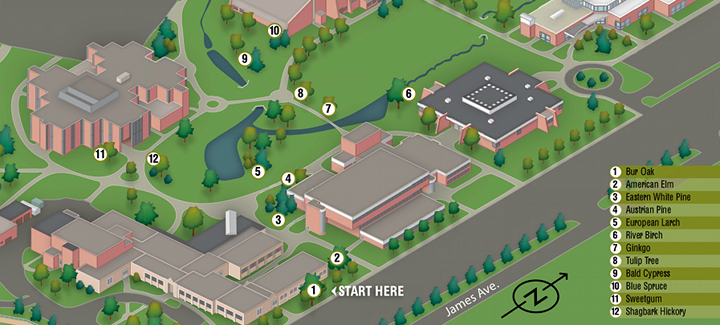 10
9
8
7
6
11
12
5
4
3
2
1 START HERE
James Ave.
N
1 Bur Oak
2 American Elm
3 Eastern White Pine
4 Austrian Pine
5 European Larch
6 River Birch
7 Ginkgo
8 Tulip Tree
9 Bald Cypress
10 Blue Spruce
11 Sweetgum
12 Shagbark Hickory